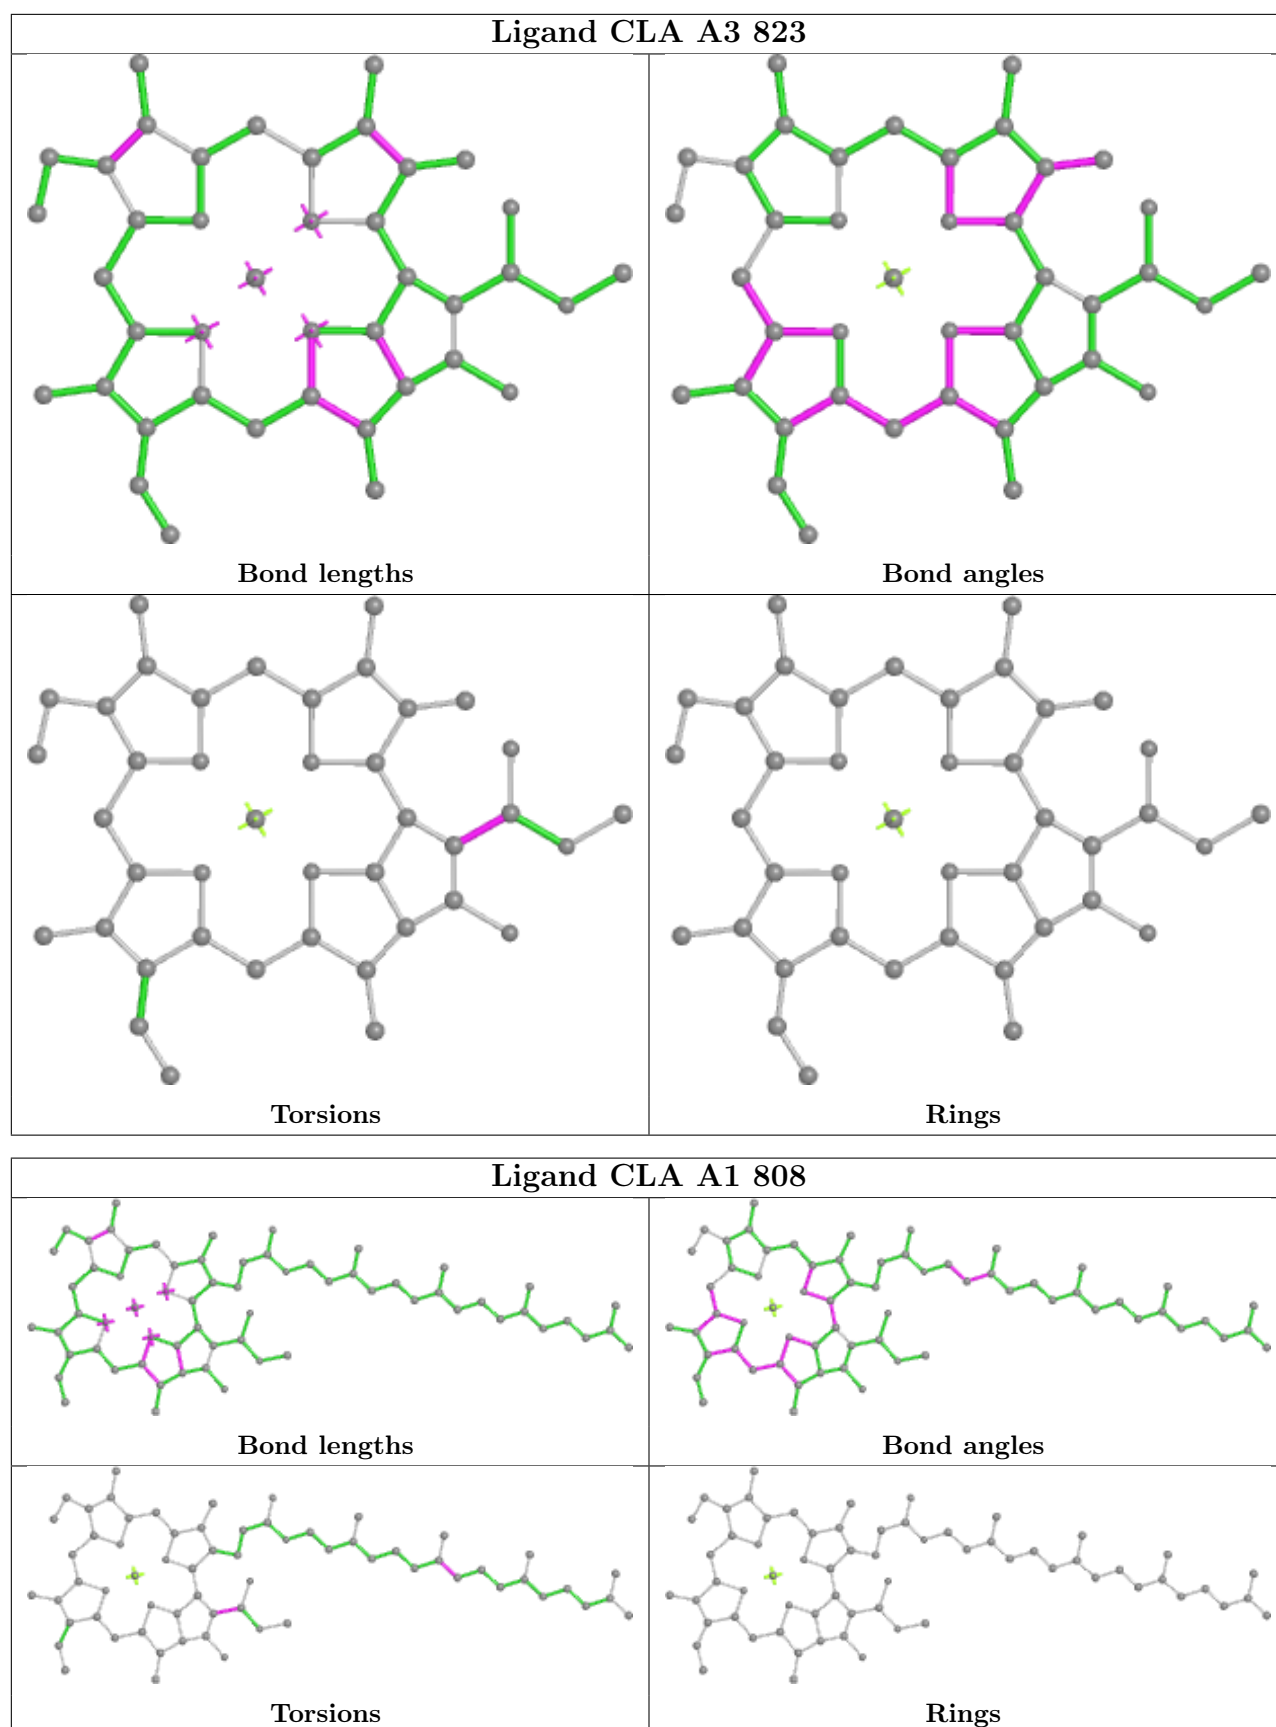 Ligand CLA A3 823
Bond lengths
Bond angles
Torsions
Rings
Ligand CLA A1 808
Bond lengths
Bond angles
Torsions
Rings